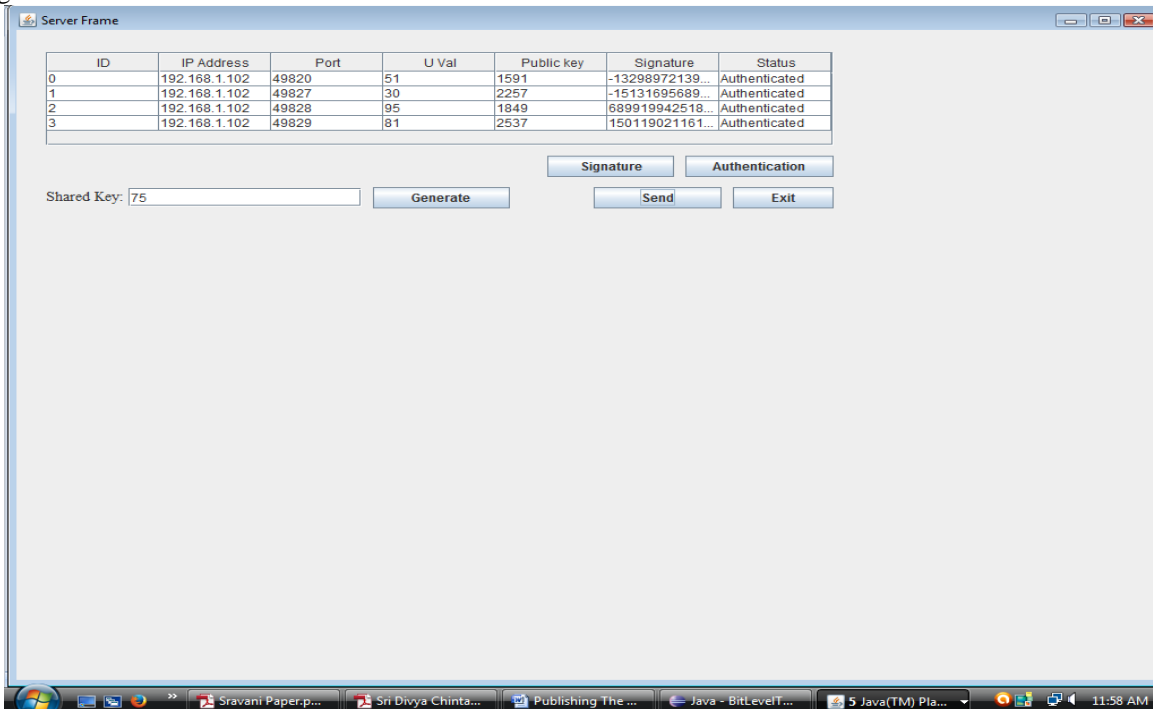 Server Frame
ID IP Address Port U Val Public key Signature Status
0 192.168.1.102 49820 51 1591 -13298972139... Authenticated
1 192.168.1.102 49827 30 2257 -15131695689... Authenticated
2 192.168.1.102 49828 95 1849 689919942518... Authenticated
3 192.168.1.102 49829 81 2537 150119021161... Authenticated
Signature Authentication
Shared Key: 75 Generate Send Exit
» Sravani Paper.p... Sri Divya Chinta... Publishing The ... Java - BitLevelT... 5 Java(TM) Pla... 11:58 AM